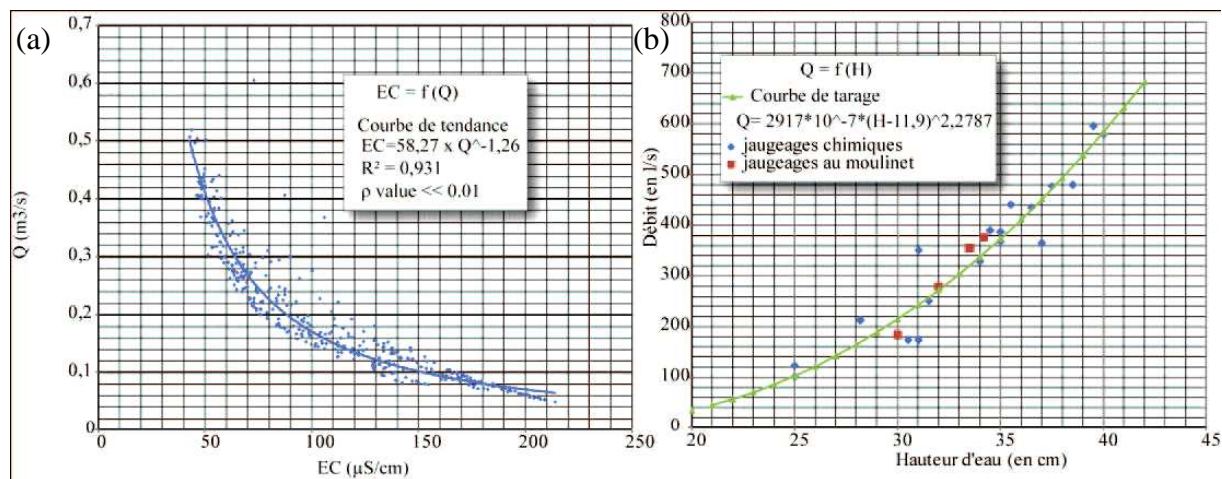 (a)
Q (m3/s)
0,7
0,6
0,5
0,4
0,3
0,2
0,1
0
0 50 100 150 200 250
EC (µS/cm)
EC = f (Q)
Courbe de tendance
EC=58,27 x Q^-1,26
R² = 0,931
ρ value << 0.01
(b)
Débit (en l/s)
800
700
600
500
400
300
200
100
0
20 25 30 35 40 45
Hauteur d'eau (en cm)
Q = f (H)
Courbe de tarage
Q= 2917*10^-7*(H-11,9)^2,2787
jaugeages chimiques
jaugeages au moulinet